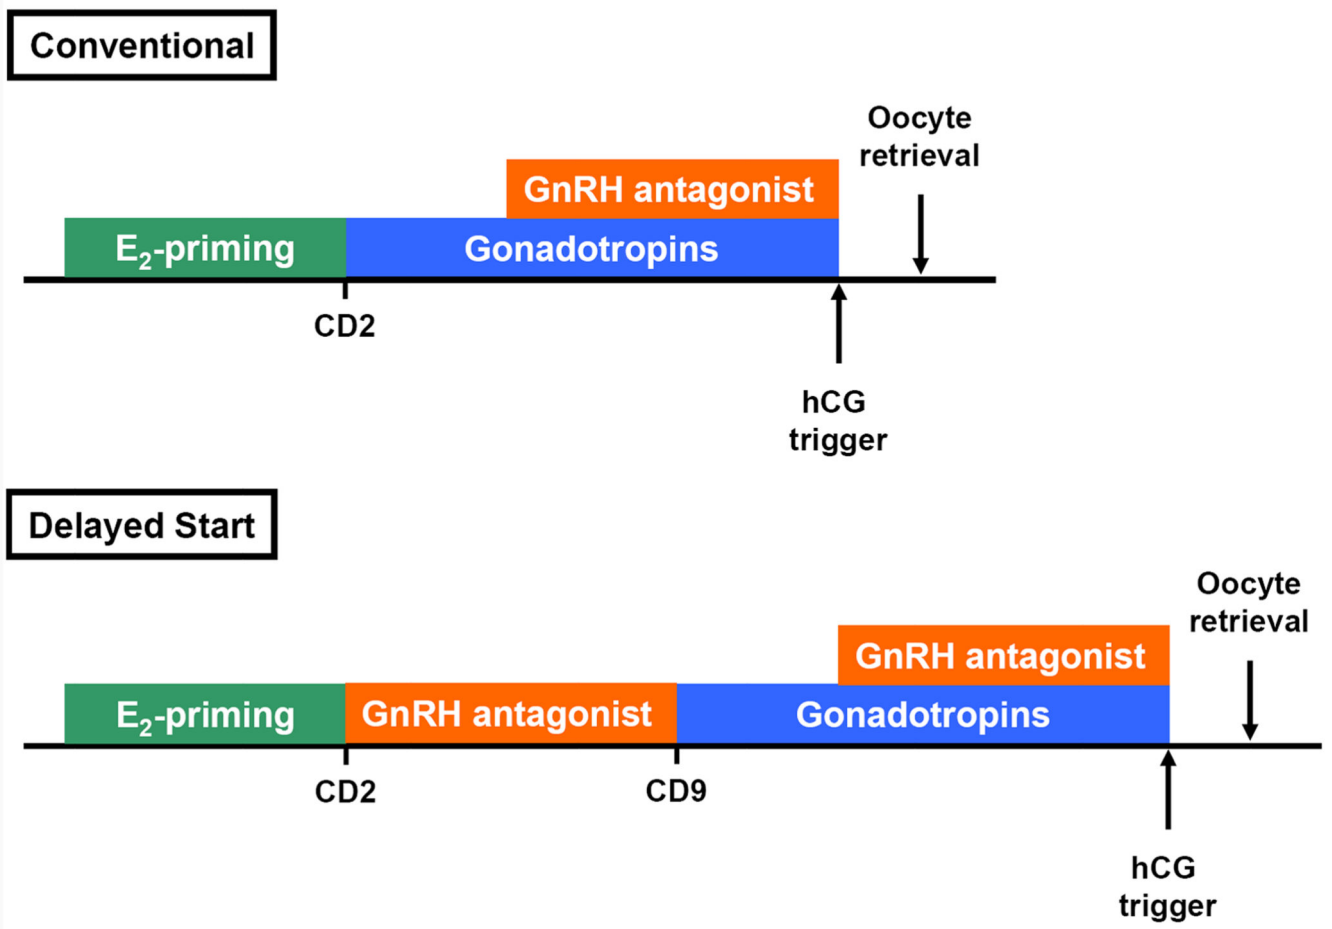 Conventional
Oocyte
retrieval
GnRH antagonist
E₂-priming
Gonadotropins
CD2
hCG
trigger
Delayed Start
Oocyte
retrieval
GnRH antagonist
E₂-priming
GnRH antagonist
Gonadotropins
CD2
CD9
hCG
trigger